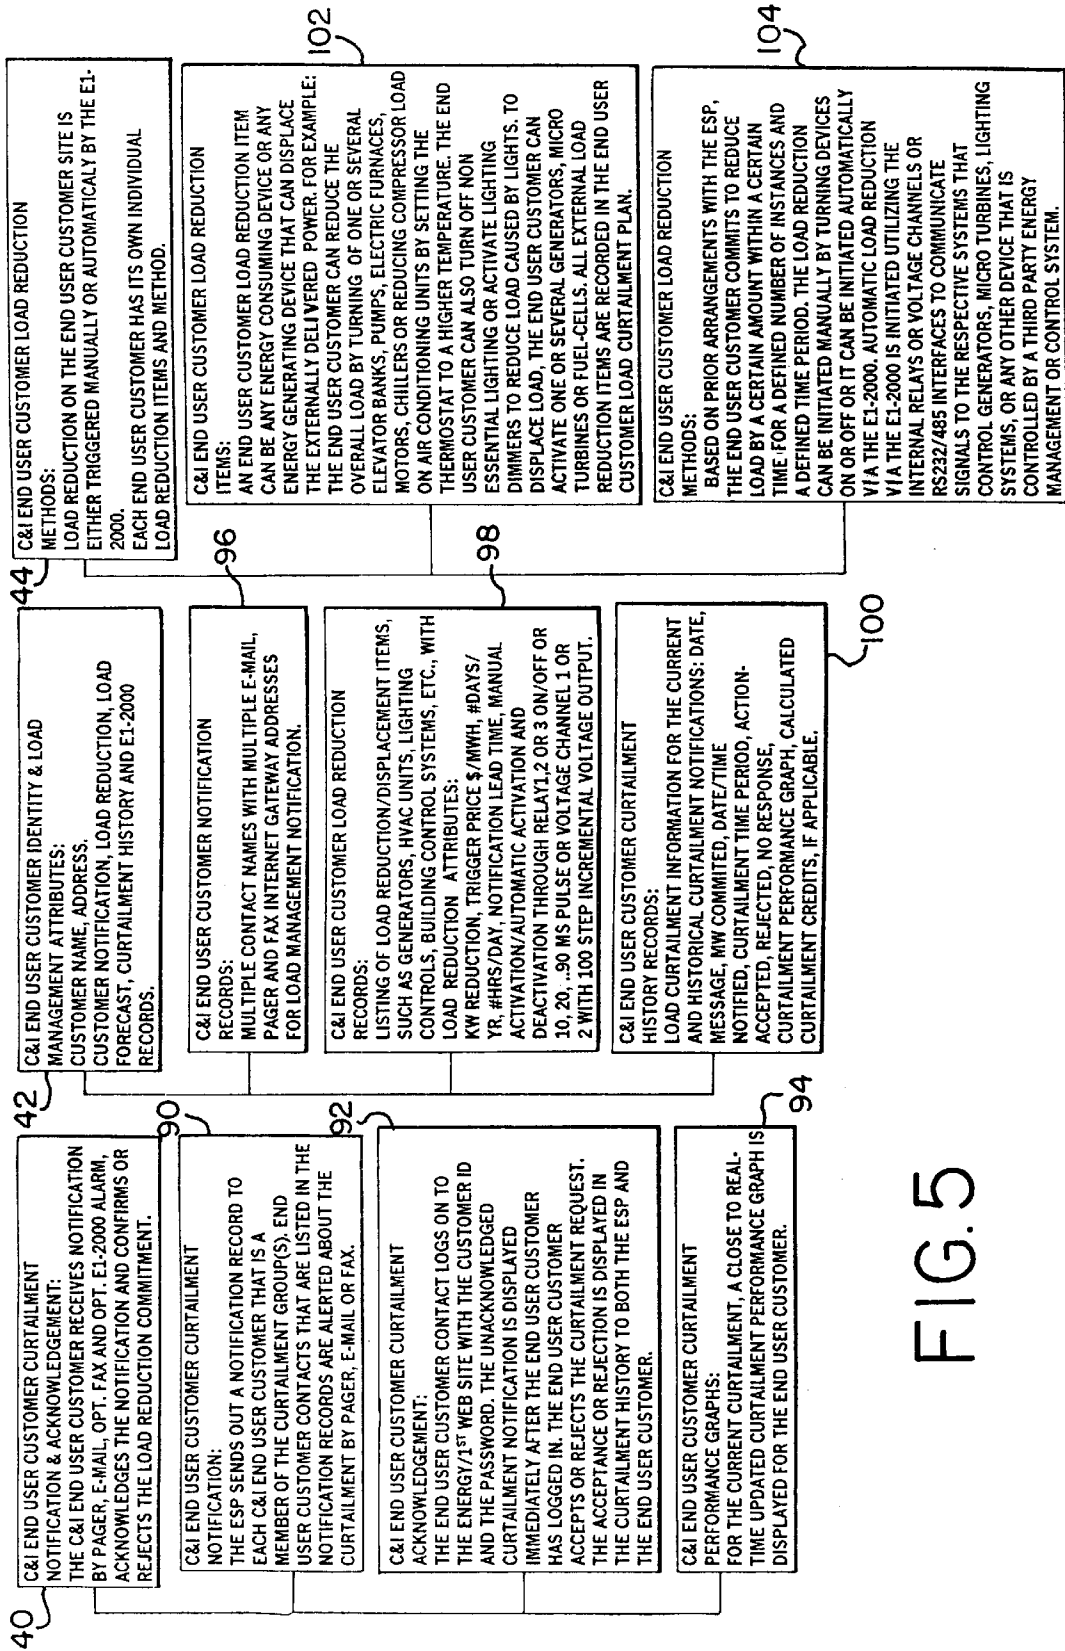 40
C&I END USER CUSTOMER CURTAILMENT
NOTIFICATION & ACKNOWLEDGEMENT:
THE C&I END USER RECEIVES NOTIFICATION
BY PAGER, E-MAIL, OPT. FAX AND OPT. E1-2000 ALARM,
ACKNOWLEDGES THE NOTIFICATION AND CONFIRMS OR
REJECTS THE LOAD REDUCTION COMMITMENT.
90
C&I END USER CUSTOMER CURTAILMENT
NOTIFICATION:
THE ESP SENDS OUT A NOTIFICATION RECORD TO
EACH C&I END USER CUSTOMER THAT IS A
MEMBER OF THE CURTAILMENT GROUP(S). END
USER CUSTOMER CONTACTS THAT ARE LISTED IN THE
NOTIFICATION RECORDS ARE ALERTED ABOUT THE
CURTAILMENT BY PAGER, E-MAIL OR FAX.
92
C&I END USER CUSTOMER CURTAILMENT
ACKNOWLEDGEMENT:
THE END USER CUSTOMER CONTACT LOGS ON TO
THE ENERGY/1ST WEB SITE WITH THE CUSTOMER ID
AND THE PASSWORD. THE UNACKNOWLEDGED
CURTAILMENT NOTIFICATION IS DISPLAYED
IMMEDIATELY AFTER THE END USER CUSTOMER
HAS LOGGED IN. THE END USER CUSTOMER
ACCEPTS OR REJECTS THE CURTAILMENT REQUEST.
THE ACCEPTANCE OR REJECTION IS DISPLAYED IN
THE CURTAILMENT HISTORY TO BOTH THE ESP AND
THE END USER CUSTOMER.
C&I END USER CUSTOMER CURTAILMENT
PERFORMANCE GRAPHS:
FOR THE CURRENT CURTAILMENT, A CLOSE TO REAL-
TIME UPDATED CURTAILMENT PERFORMANCE GRAPH IS
DISPLAYED FOR THE END USER CUSTOMER.
94
42
C&I END USER CUSTOMER IDENTITY & LOAD
MANAGEMENT ATTRIBUTES:
CUSTOMER NAME, ADDRESS.
CUSTOMER NOTIFICATION, LOAD REDUCTION, LOAD
FORECAST, CURTAILMENT HISTORY AND E1-2000
RECORDS.
C&I END USER CUSTOMER NOTIFICATION
RECORDS:
MULTIPLE CONTACT NAMES WITH MULTIPLE E-MAIL,
PAGER AND FAX INTERNET GATEWAY ADDRESSES
FOR LOAD MANAGEMENT NOTIFICATION.
96
C&I END USER CUSTOMER LOAD REDUCTION
RECORDS:
LISTING OF LOAD REDUCTION/DISPLACEMENT ITEMS,
SUCH AS GENERATORS, HVAC UNITS, LIGHTING
CONTROLS, BUILDING CONTROL SYSTEMS, ETC., WITH
LOAD REDUCTION ATTRIBUTES:
KW REDUCTION, TRIGGER PRICE $/MWH, #DAYS/
YR, #HRS/DAY, NOTIFICATION LEAD TIME, MANUAL
ACTIVATION/AUTOMATIC ACTIVATION AND
DEACTIVATION THROUGH RELAY1,2 OR 3 ON/OFF OR
10, 20, ...90 MS PULSE OR VOLTAGE CHANNEL 1 OR
2 WITH 100 STEP INCREMENTAL VOLTAGE OUTPUT.
98
C&I END USER CUSTOMER CURTAILMENT
HISTORY RECORDS:
LOAD CURTAILMENT INFORMATION FOR THE CURRENT
AND HISTORICAL CURTAILMENT NOTIFICATIONS: DATE,
MESSAGE, MW COMMITED, DATE/TIME
NOTIFIED, CURTAILMENT TIME PERIOD, ACTION-
ACCEPTED, REJECTED, NO RESPONSE,
CURTAILMENT PERFORMANCE GRAPH, CALCULATED
CURTAILMENT CREDITS, IF APPLICABLE.
100
44
C&I END USER CUSTOMER LOAD REDUCTION
METHODS:
LOAD REDUCTION ON THE END USER CUSTOMER SITE IS
EITHER TRIGGERED MANUALLY OR AUTOMATICALY BY THE E1-
2000.
EACH END USER CUSTOMER HAS ITS OWN INDIVIDUAL
LOAD REDUCTION ITEMS AND METHOD.
C&I END USER CUSTOMER LOAD REDUCTION
ITEMS:
AN END USER CUSTOMER LOAD REDUCTION ITEM
CAN BE ANY ENERGY CONSUMING DEVICE OR ANY
ENERGY GENERATING DEVICE THAT CAN DISPLACE
THE EXTERNALLY DELIVERED POWER. FOR EXAMPLE:
THE END USER CUSTOMER CAN REDUCE THE
OVERALL LOAD BY TURNING OF ONE OR SEVERAL
ELEVATOR BANKS, PUMPS, ELECTRIC FURNACES,
MOTORS, CHILLERS OR REDUCING COMPRESSOR LOAD
ON AIR CONDITIONING UNITS BY SETTING THE
THERMOSTAT TO A HIGHER TEMPERATURE. THE END
USER CUSTOMER CAN ALSO TURN OFF NON
ESSENTIAL LIGHTING OR ACTIVATE LIGHTING
DIMMERS TO REDUCE LOAD CAUSED BY LIGHTS. TO
DISPLACE LOAD, THE END USER CUSTOMER CAN
ACTIVATE ONE OR SEVERAL GENERATORS, MICRO
TURBINES OR FUEL-CELLS. ALL EXTERNAL LOAD
REDUCTION ITEMS ARE RECORDED IN THE END USER
CUSTOMER LOAD CURTAILMENT PLAN.
102
C&I END USER CUSTOMER LOAD REDUCTION
METHODS:
BASED ON PRIOR ARRANGEMENTS WITH THE ESP,
THE END USER CUSTOMER COMMITS TO REDUCE
LOAD BY A CERTAIN AMOUNT WITHIN A CERTAIN
TIME FOR A DEFINED NUMBER OF INSTANCES AND
A DEFINED TIME PERIOD. THE LOAD REDUCTION
CAN BE INITIATED MANUALLY BY TURNING DEVICES
ON OR OFF OR IT CAN BE INITIATED AUTOMATICALLY
VIA THE E1-2000. AUTOMATIC LOAD REDUCTION
VIA THE E1-2000 IS INITIATED UTILIZING THE
INTERNAL RELAYS OR VOLTAGE CHANNELS OR
RS232/485 INTERFACES TO COMMUNICATE
SIGNALS TO THE RESPECTIVE SYSTEMS THAT
CONTROL GENERATORS, MICRO TURBINES, LIGHTING
SYSTEMS, OR ANY OTHER DEVICE THAT IS
CONTROLLED BY A THIRD PARTY ENERGY
MANAGEMENT OR CONTROL SYSTEM.
104
FIG.5